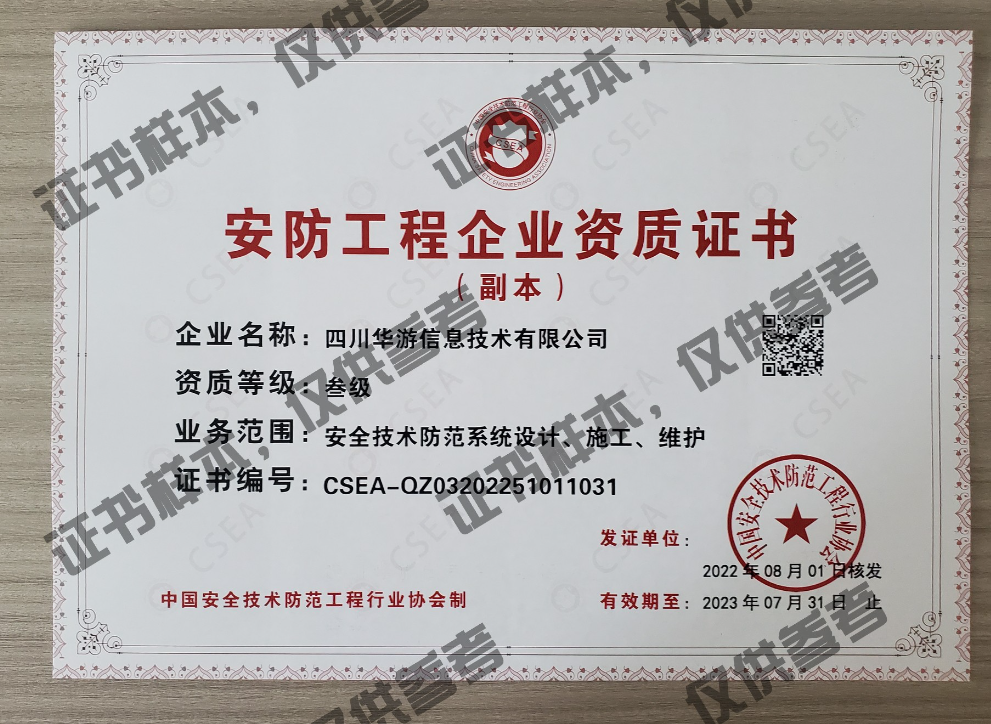 证书样本，仅供参考
证书样本，仅供参考
CSEA
安防工程企业资质证书
（副本）
企业名称：四川华游信息技术有限公司
资质等级：叁级
业务范围：安全技术防范系统设计、施工、维护
证书编号：CSEA-QZ03202251011031
证书样本，仅供参考
证书样本，仅供参考
中国安全技术防范工程行业协会
发证单位：
2022年08月01日核发
中国安全技术防范工程行业协会制
有效期至：2023年07月31日 止